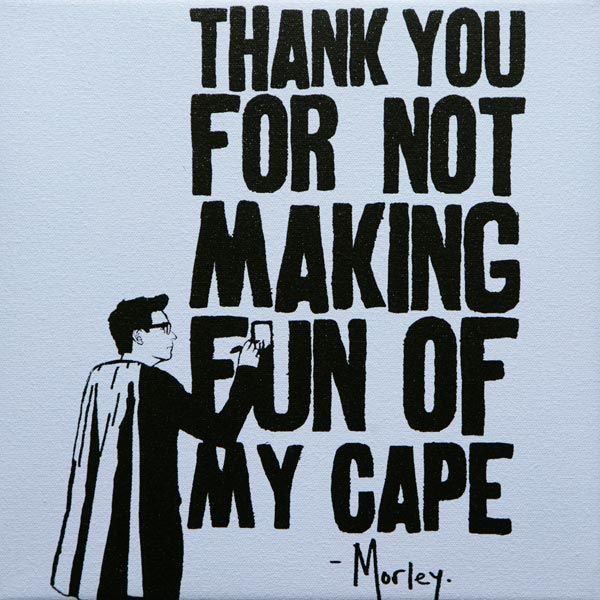 THANK YOU
FOR NOT
MAKING
FUN OF
MY CAPE
- Morley.